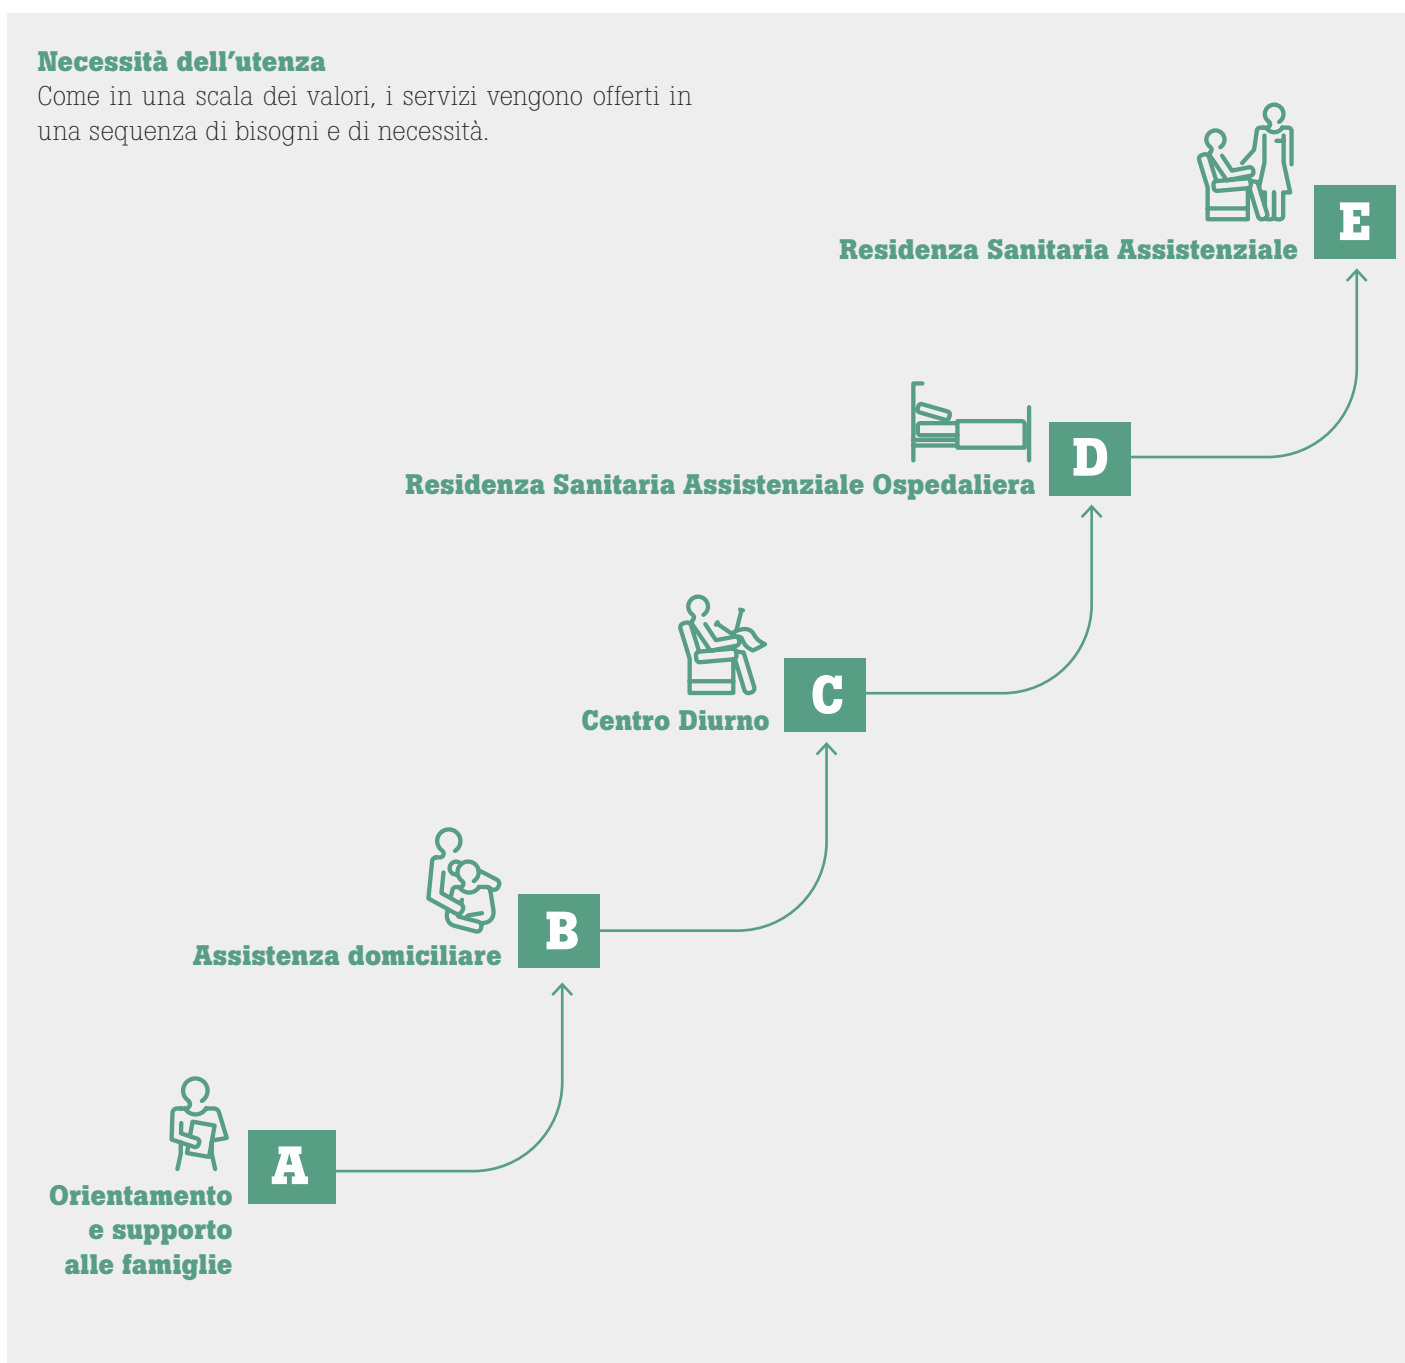 Necessità dell’utenza
Come in una scala dei valori, i servizi vengono offerti in
una sequenza di bisogni e di necessità.
E
Residenza Sanitaria Assistenziale
D
Residenza Sanitaria Assistenziale Ospedaliera
C
Centro Diurno
B
Assistenza domiciliare
A
Orientamento
e supporto
alle famiglie